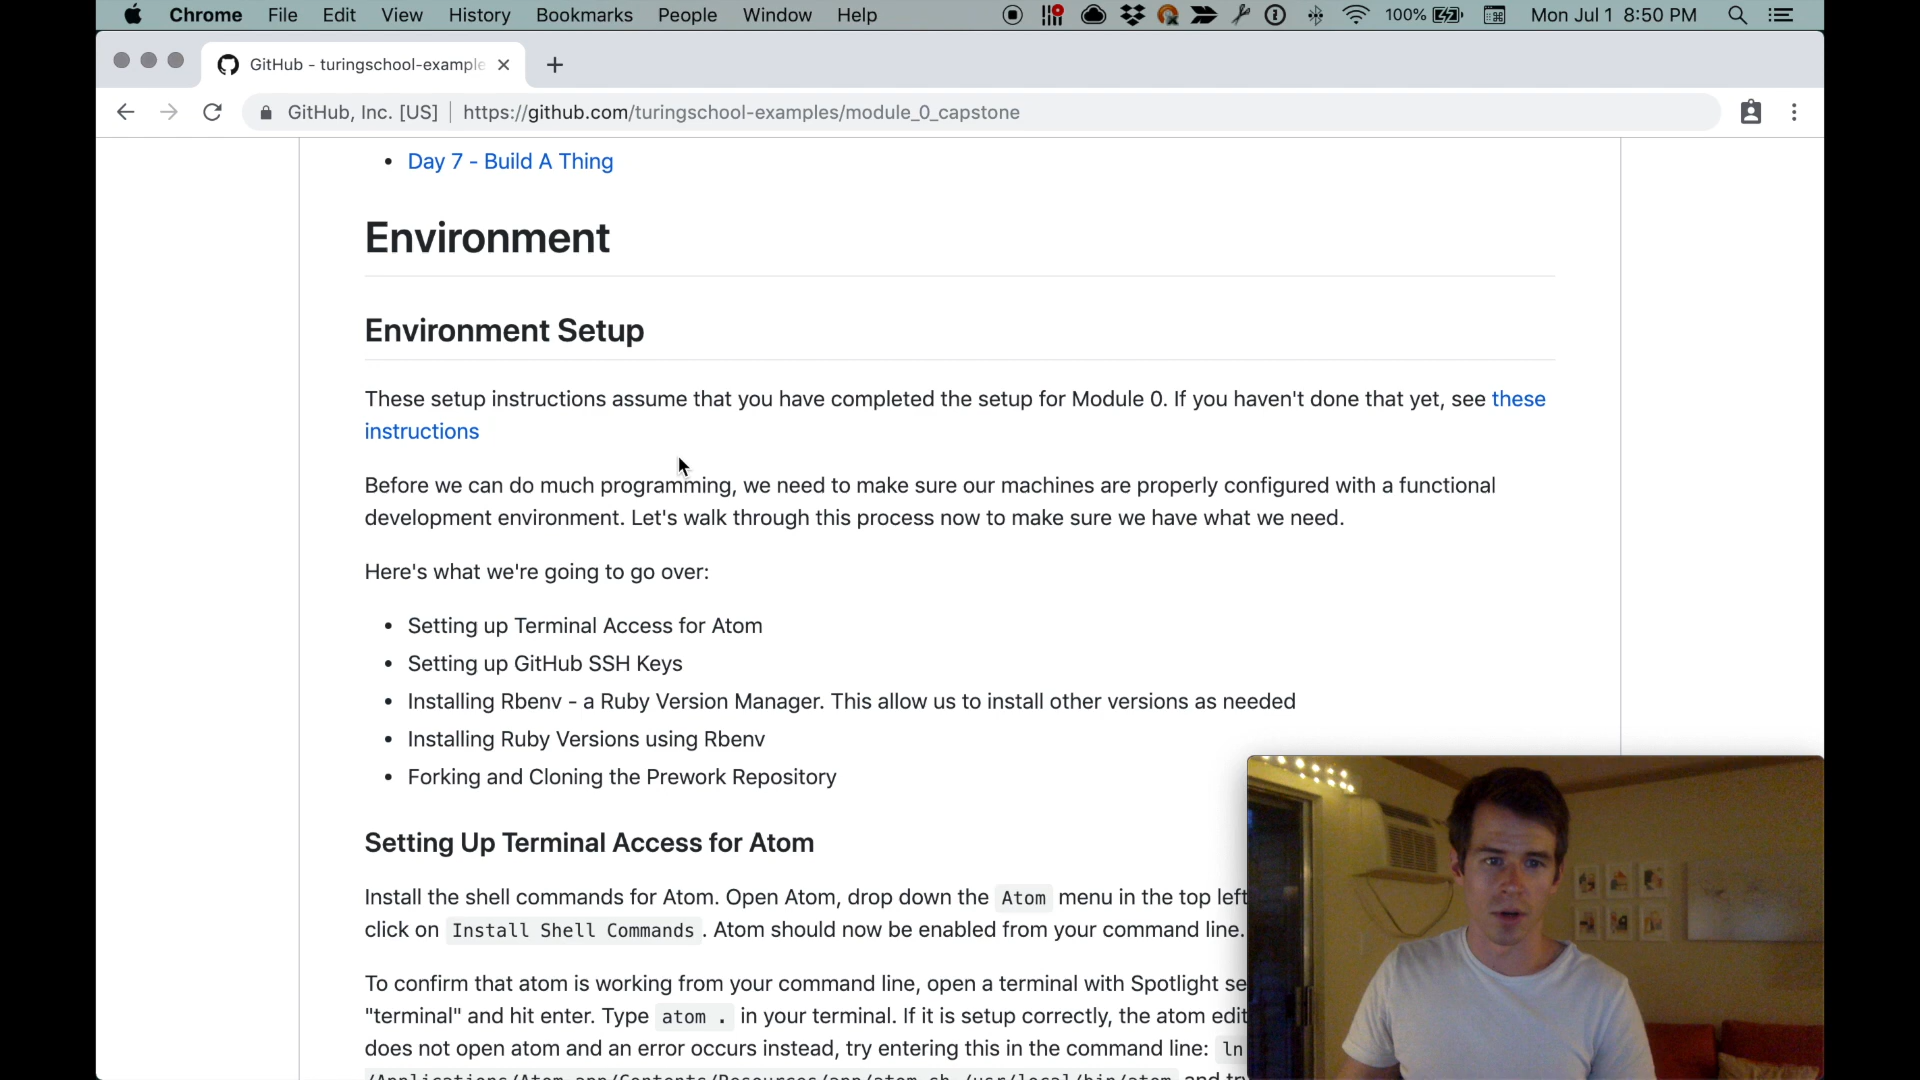 Chrome File Edit View History Bookmarks People Window Help 100% Mon Jul 1 8:50 PM
GitHub - turingschool-example
GitHub, Inc. [US] | https://github.com/turingschool-examples/module_0_capstone
• Day 7 - Build A Thing
Environment
Environment Setup
These setup instructions assume that you have completed the setup for Module 0. If you haven't done that yet, see these
instructions
Before we can do much programming, we need to make sure our machines are properly configured with a functional
development environment. Let's walk through this process now to make sure we have what we need.
Here's what we're going to go over:
• Setting up Terminal Access for Atom
• Setting up GitHub SSH Keys
• Installing Rbenv - a Ruby Version Manager. This allow us to install other versions as needed
• Installing Ruby Versions using Rbenv
• Forking and Cloning the Prework Repository
Setting Up Terminal Access for Atom
Install the shell commands for Atom. Open Atom, drop down the Atom menu in the top left
click on Install Shell Commands . Atom should now be enabled from your command line.
To confirm that atom is working from your command line, open a terminal with Spotlight se
"terminal" and hit enter. Type atom . in your terminal. If it is setup correctly, the atom edit
does not open atom and an error occurs instead, try entering this in the command line: ln
/Applications/Atom.app/Contents/Resources/app/atom.sh /usr/local/bin/atom and try